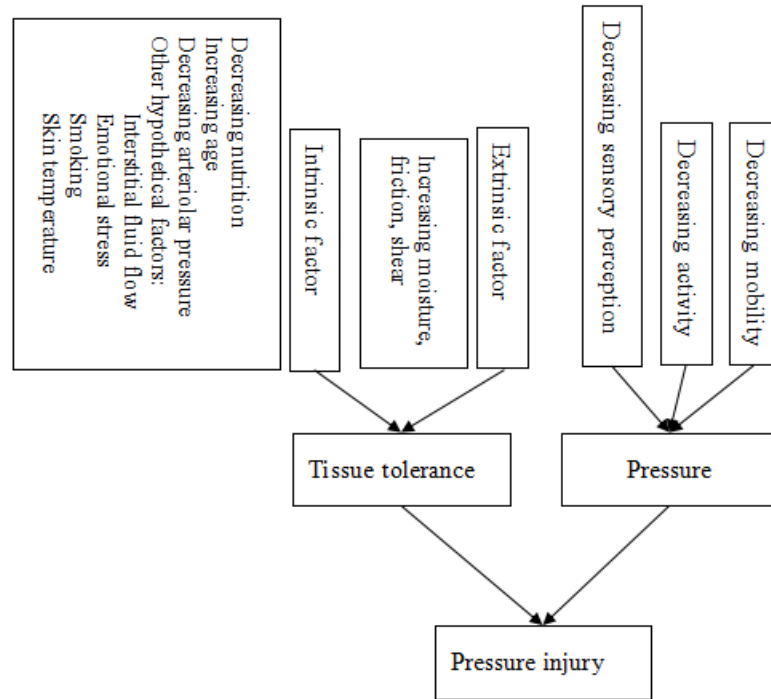 Decreasing nutrition
Increasing age
Decreasing arteriolar pressure
Other hypothetical factors:
Interstitial fluid flow
Emotional stress
Smoking
Skin temperature
Intrinsic factor
Increasing moisture,
friction, shear
Extrinsic factor
Decreasing sensory perception
Decreasing activity
Decreasing mobility
Tissue tolerance
Pressure
Pressure injury